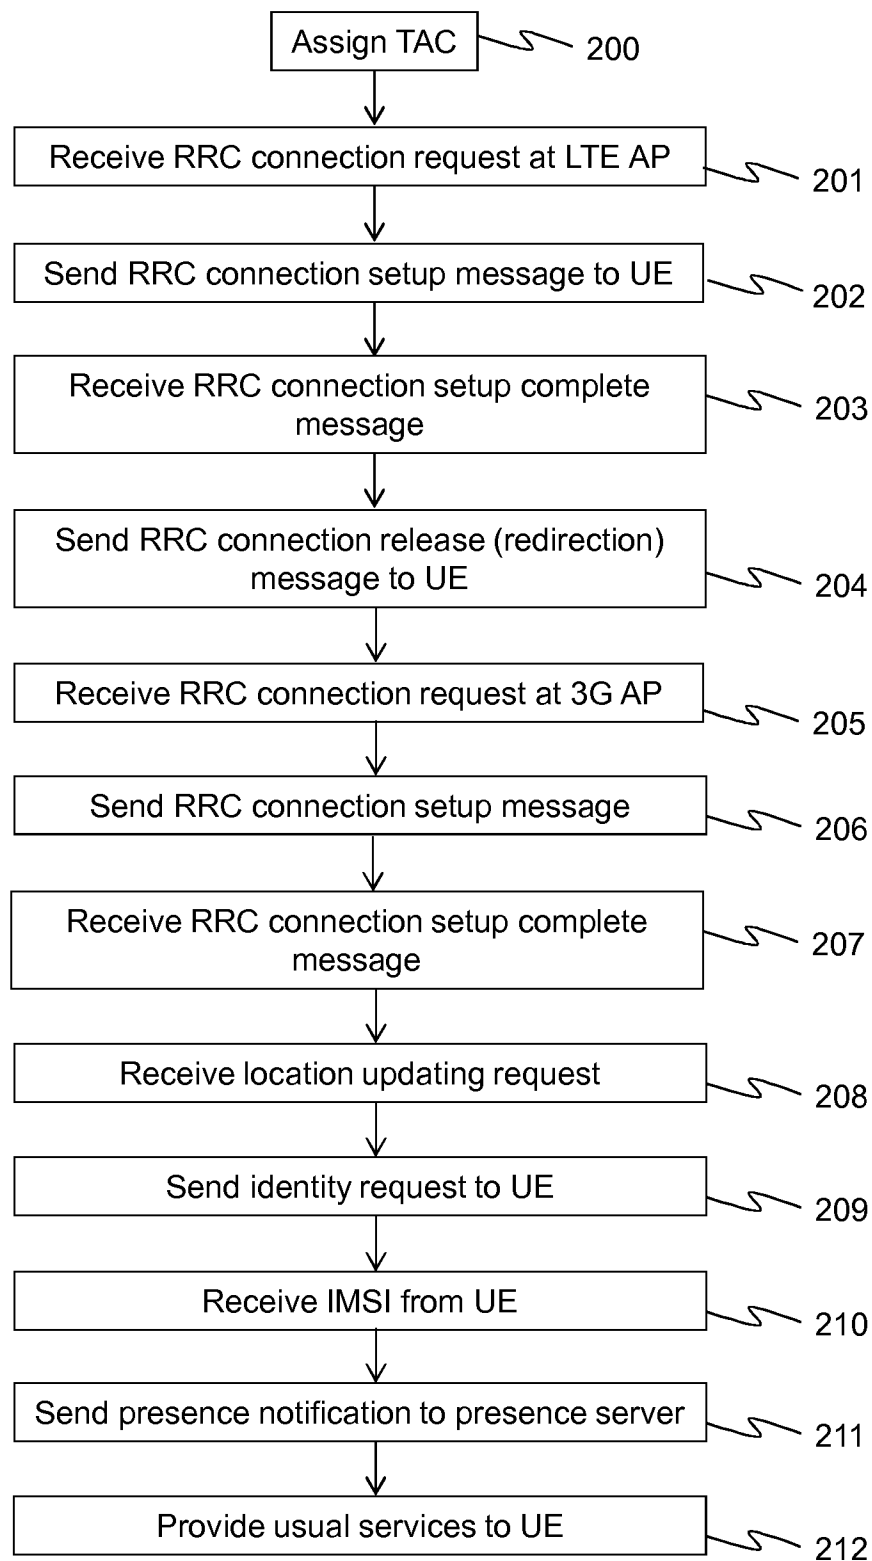 Assign TAC
200
Receive RRC connection request at LTE AP
201
Send RRC connection setup message to UE
202
Receive RRC connection setup complete
message
203
Send RRC connection release (redirection)
message to UE
204
Receive RRC connection request at 3G AP
205
Send RRC connection setup message
206
Receive RRC connection setup complete
message
207
Receive location updating request
208
Send identity request to UE
209
Receive IMSI from UE
210
Send presence notification to presence server
211
Provide usual services to UE
212